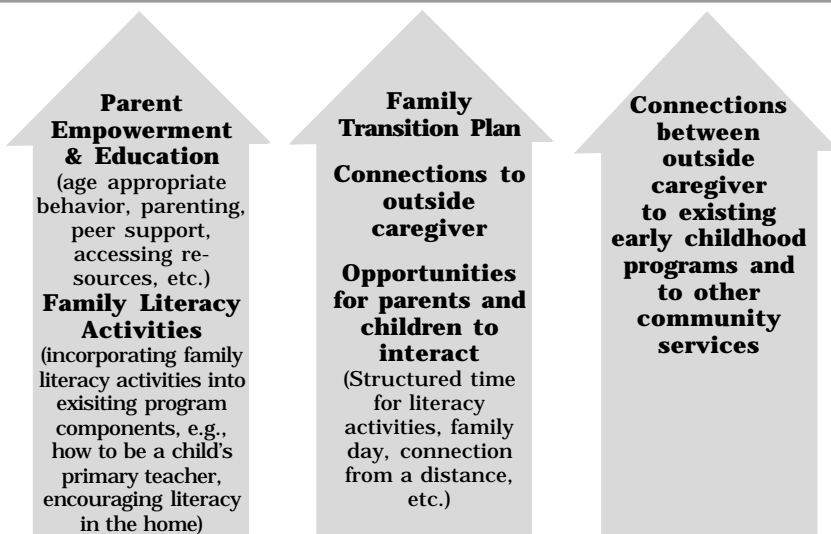 Parent
Empowerment
& Education
(age appropriate
behavior, parenting,
peer support,
accessing re-
sources, etc.)
Family Literacy
Activities
(incorporating family
literacy activities into
exisiting program
components, e.g.,
how to be a child's
primary teacher,
encouraging literacy
in the home)
Family
Transition Plan
Connections to
outside
caregiver
Opportunities
for parents and
children to
interact
(Structured time
for literacy
activities, family
day, connection
from a distance,
etc.)
Connections
between
outside
caregiver
to existing
early childhood
programs and
to other
community
services